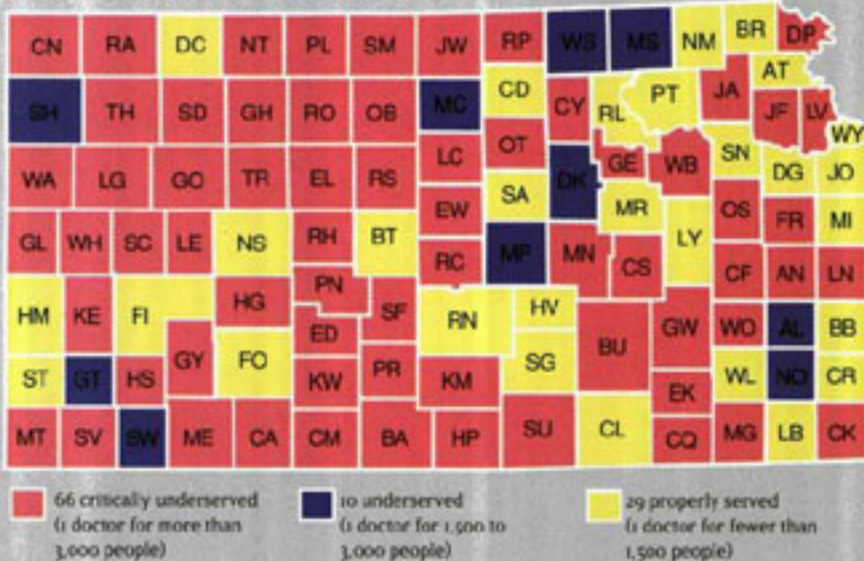 CN RA DC NT PL SM JW RP WS MS NM BR DP
SH TH SD GH RO OB MC CD CY RL PT JA AT JF LV WY
WA LG GO TR EL RS LC OT DK GE WB SN DG JO
GL WH SC LE NS RH BT EW SA MR OS FR MI
RC MP MN CS LY CF AN LN
HM KE FI HG PN SF RN HV BU GW WO AL BB
ST GT HS GY FO ED PR KM SG WL NO CR
KW EK
MT SV SW ME CA CM BA HP SU CL CQ MG LB CK
66 critically underserved
(1 doctor for more than
3,000 people)
10 underserved
(1 doctor for 1,500 to
3,000 people)
29 properly served
(1 doctor for fewer than
1,500 people)